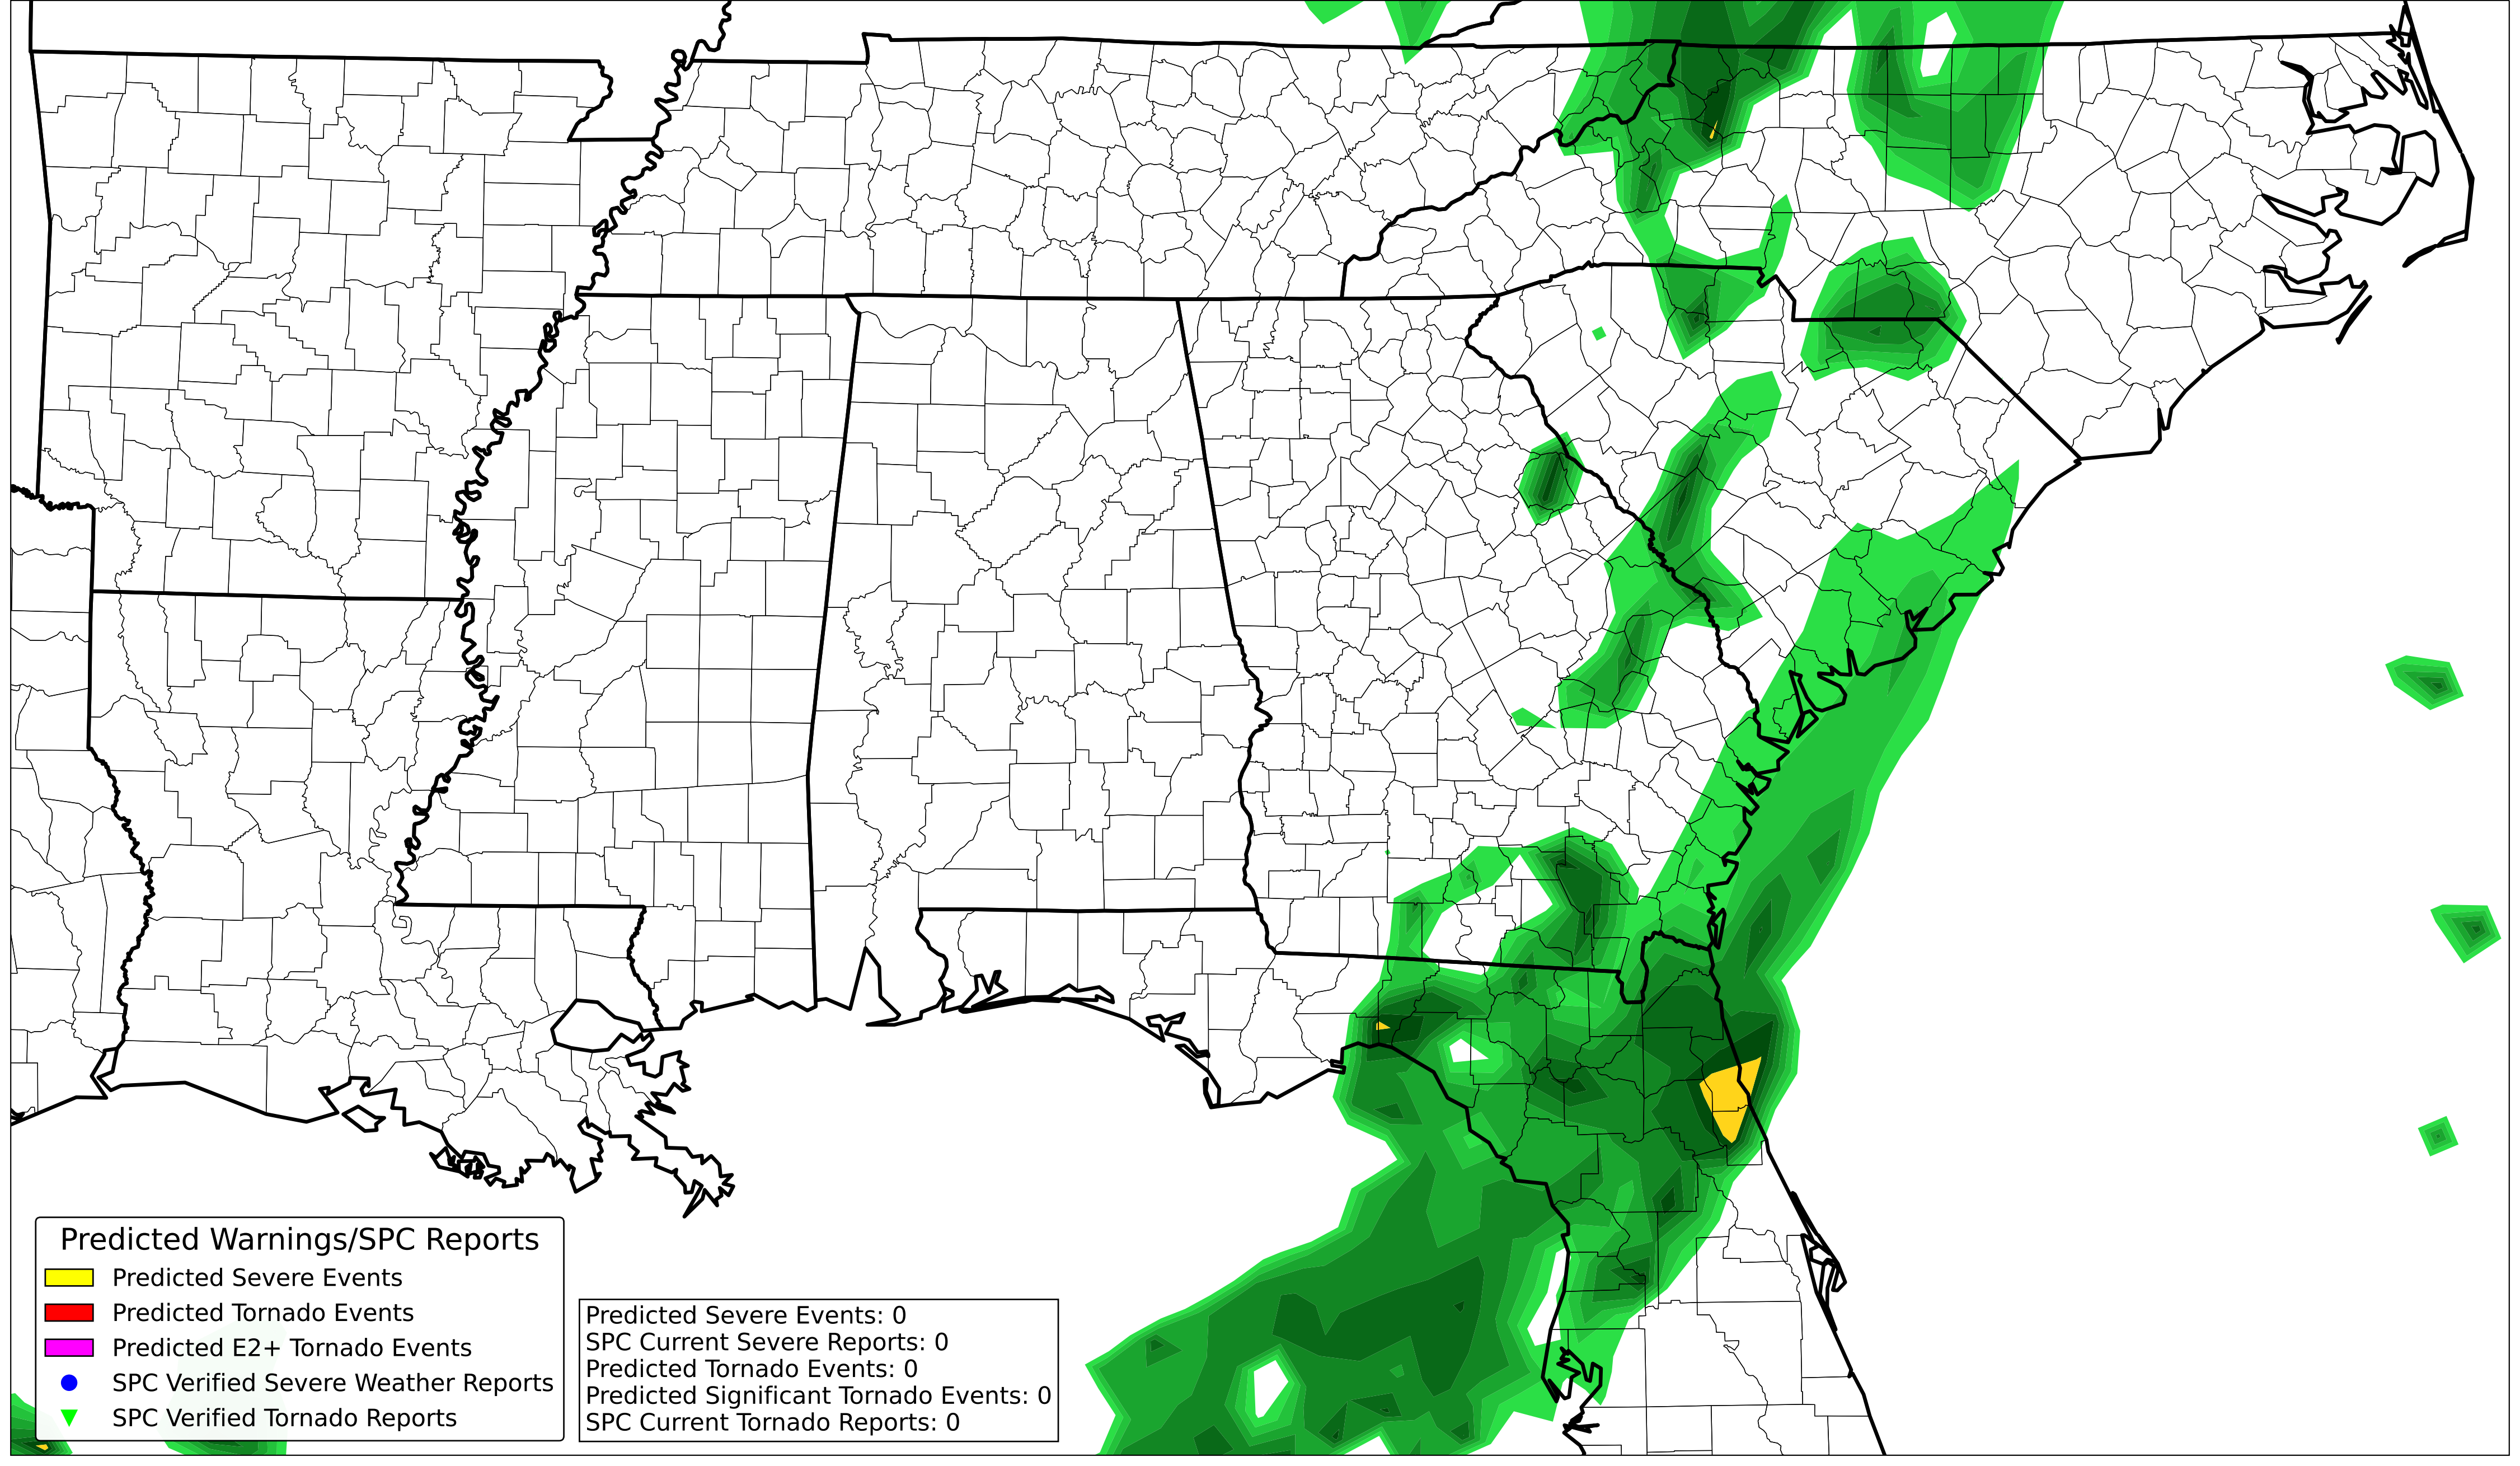 Predicted Warnings/SPC Reports
Predicted Severe Events
Predicted Tornado Events
Predicted E2+ Tornado Events
SPC Verified Severe Weather Reports
SPC Verified Tornado Reports
Predicted Severe Events: 0
SPC Current Severe Reports: 0
Predicted Tornado Events: 0
Predicted Significant Tornado Events: 0
SPC Current Tornado Reports: 0